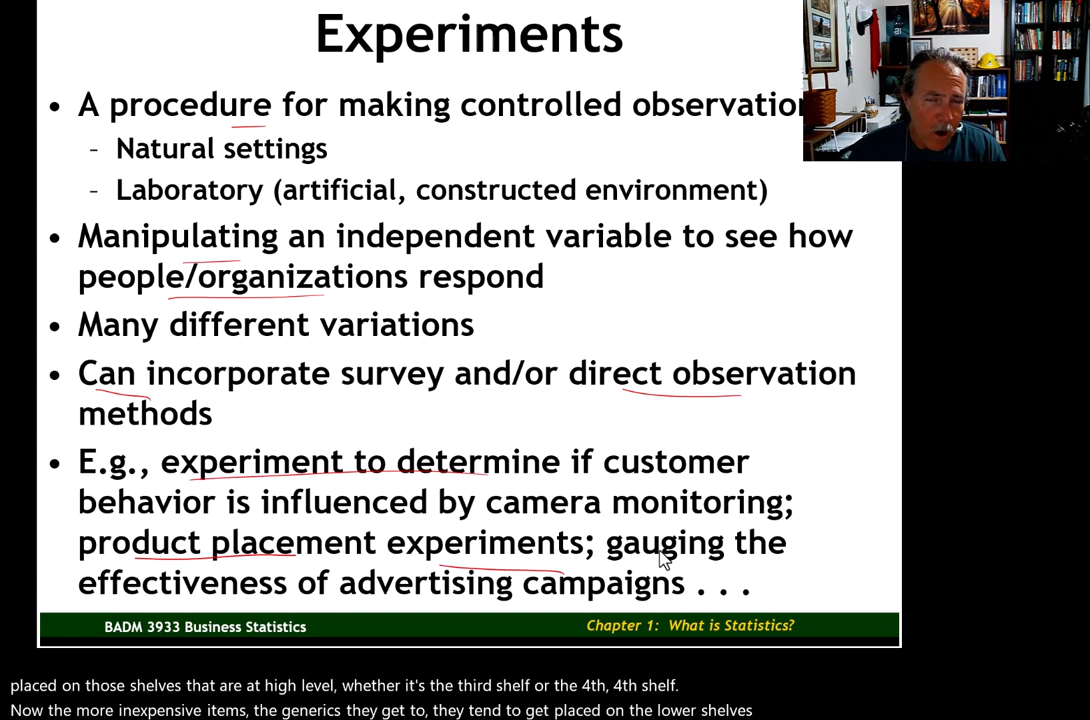 Experiments
• A procedure for making controlled observation
- Natural settings
- Laboratory (artificial, constructed environment)
• Manipulating an independent variable to see how
people/organizations respond
• Many different variations
• Can incorporate survey and/or direct observation
methods
• E.g., experiment to determine if customer
behavior is influenced by camera monitoring;
product placement experiments; gauging the
effectiveness of advertising campaigns . . .
BADM 3933 Business Statistics
Chapter 1: What is Statistics?
placed on those shelves that are at high level, whether it's the third shelf or the 4th, 4th shelf.
Now the more inexpensive items, the generics they get to, they tend to get placed on the lower shelves